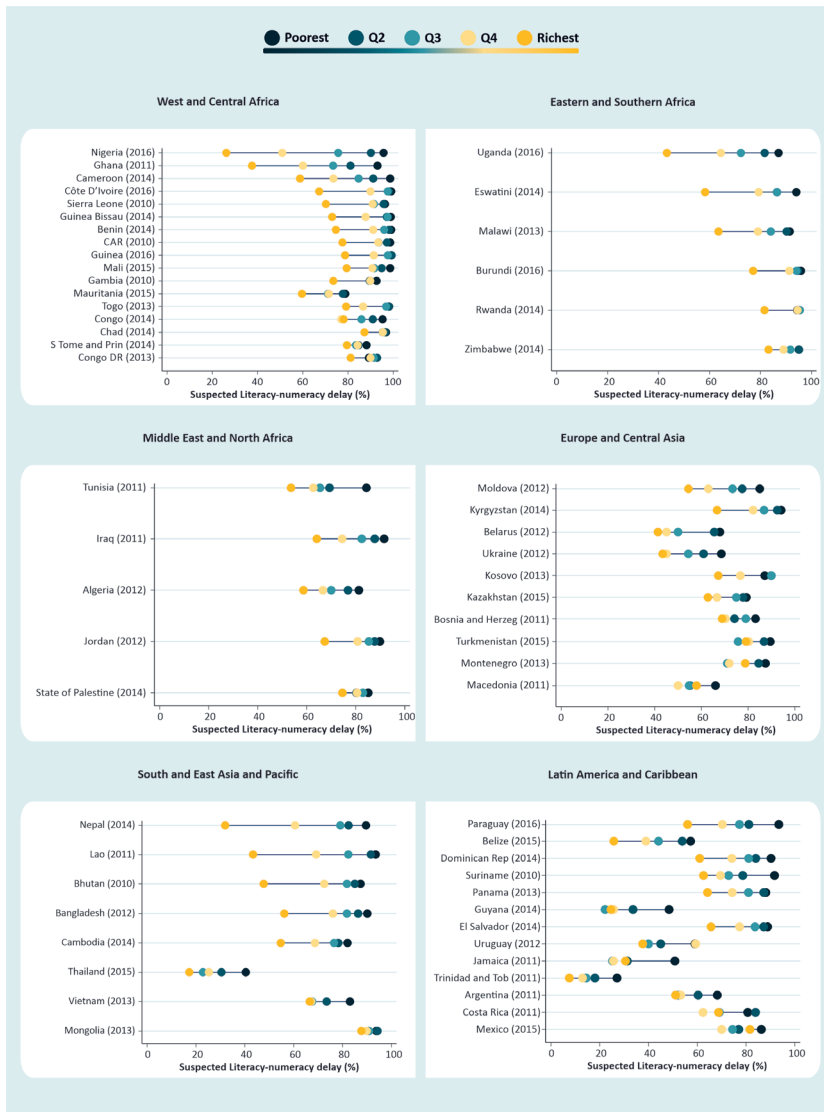 Poorest Q2 Q3 Q4 Richest
West and Central Africa
Nigeria (2016)
Ghana (2011)
Cameroon (2014)
Côte D'Ivoire (2016)
Sierra Leone (2010)
Guinea Bissau (2014)
Benin (2014)
CAR (2010)
Guinea (2016)
Mali (2015)
Gambia (2010)
Mauritania (2015)
Togo (2013)
Congo (2014)
Chad (2014)
S Tome and Prin (2014)
Congo DR (2013)
0 20 40 60 80 100
Suspected Literacy-numeracy delay (%)
Eastern and Southern Africa
Uganda (2016)
Eswatini (2014)
Malawi (2013)
Burundi (2016)
Rwanda (2014)
Zimbabwe (2014)
0 20 40 60 80 100
Suspected Literacy-numeracy delay (%)
Middle East and North Africa
Tunisia (2011)
Iraq (2011)
Algeria (2012)
Jordan (2012)
State of Palestine (2014)
0 20 40 60 80 100
Suspected Literacy-numeracy delay (%)
Europe and Central Asia
Moldova (2012)
Kyrgyzstan (2014)
Belarus (2012)
Ukraine (2012)
Kosovo (2013)
Kazakhstan (2015)
Bosnia and Herzeg (2011)
Turkmenistan (2015)
Montenegro (2013)
Macedonia (2011)
0 20 40 60 80 100
Suspected Literacy-numeracy delay (%)
South and East Asia and Pacific
Nepal (2014)
Lao (2011)
Bhutan (2010)
Bangladesh (2012)
Cambodia (2014)
Thailand (2015)
Vietnam (2013)
Mongolia (2013)
0 20 40 60 80 100
Suspected Literacy-numeracy delay (%)
Latin America and Caribbean
Paraguay (2016)
Belize (2015)
Dominican Rep (2014)
Suriname (2010)
Panama (2013)
Guyana (2014)
El Salvador (2014)
Uruguay (2012
Jamaica (2011)
Trinidad and Tob (2011)
Argentina (2011)
Costa Rica (2011)
Mexico (2015)
0 20 40 60 80 100
Suspected Literacy-numeracy delay (%)